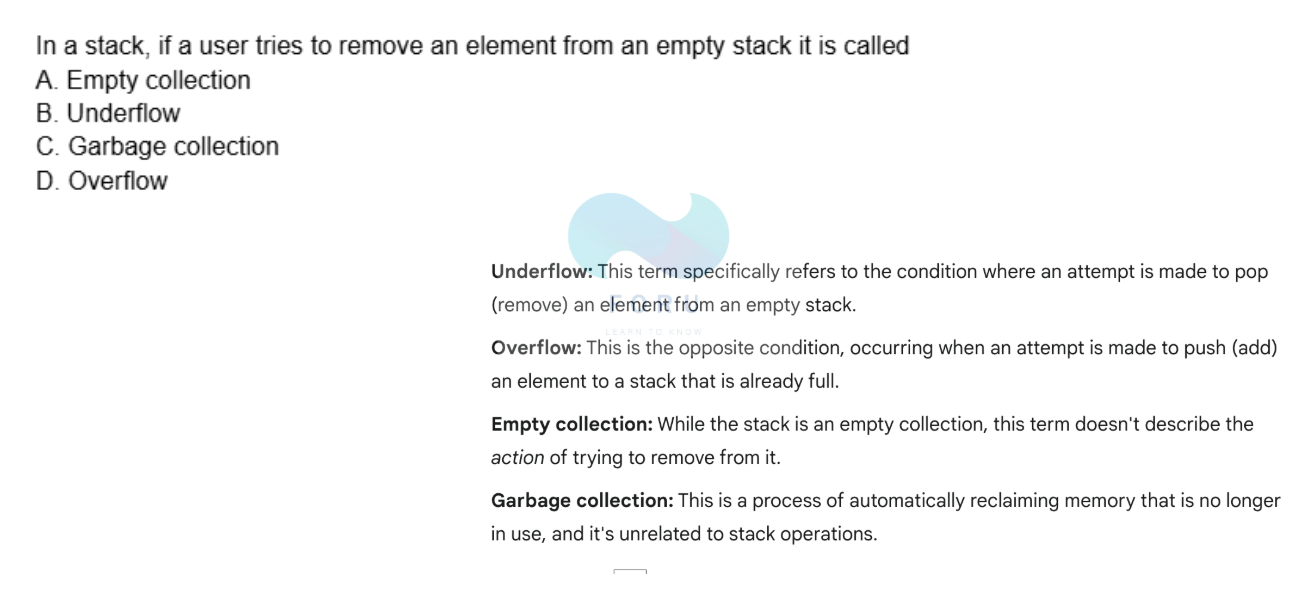 In a stack, if a user tries to remove an element from an empty stack it is called
A. Empty collection
B. Underflow
C. Garbage collection
D. Overflow
Underflow: This term specifically refers to the condition where an attempt is made to pop
(remove) an element from an empty stack.
FORU
LEARN TO KNOW
Overflow: This is the opposite condition, occurring when an attempt is made to push (add)
an element to a stack that is already full.
Empty collection: While the stack is an empty collection, this term doesn't describe the
action of trying to remove from it.
Garbage collection: This is a process of automatically reclaiming memory that is no longer
in use, and it's unrelated to stack operations.